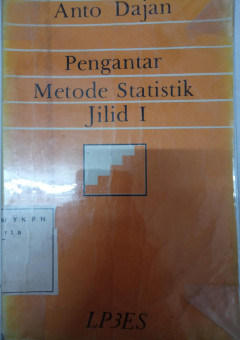 Anto Dajan
Pengantar
Metode Statistik
Jilid I
LP3ES